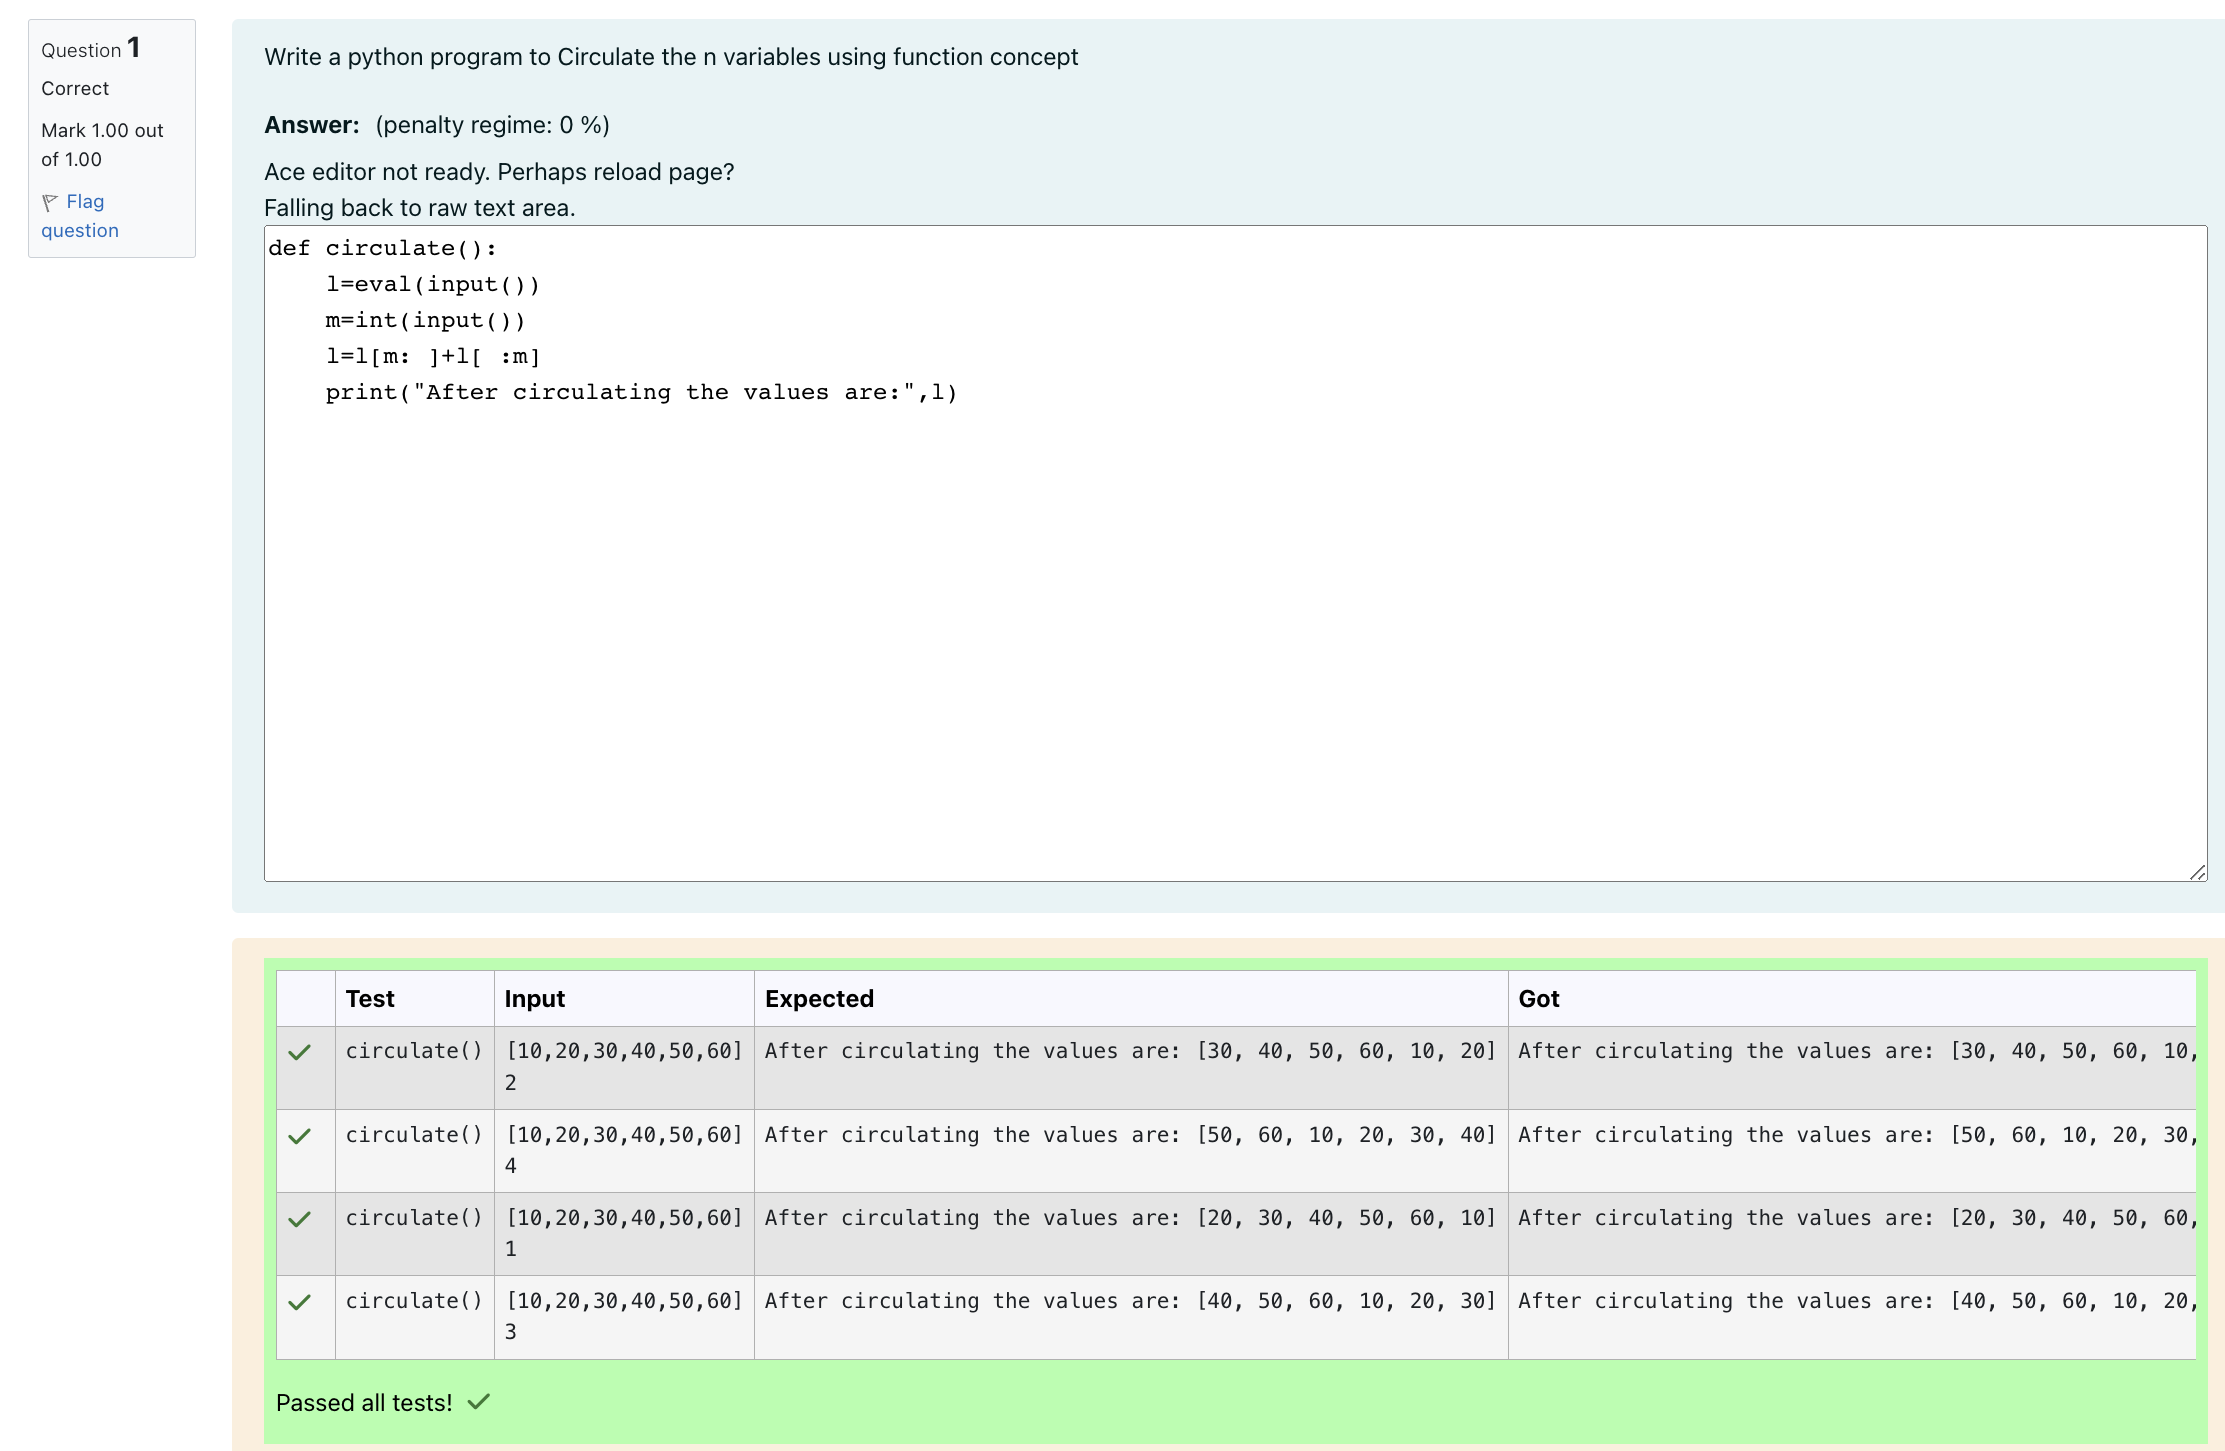 Question 1
Correct
Mark 1.00 out
of 1.00
Flag
question
Write a python program to Circulate the n variables using function concept
Answer: (penalty regime: 0 %)
Ace editor not ready. Perhaps reload page?
Falling back to raw text area.
def circulate():
    l=eval(input())
    m=int(input())
    l=l[m: ]+l[ :m]
    print("After circulating the values are:",l)
Test Input Expected Got
circulate() [10,20,30,40,50,60] After circulating the values are: [30, 40, 50, 60, 10, 20] After circulating the values are: [30, 40, 50, 60, 10,
2
circulate() [10,20,30,40,50,60] After circulating the values are: [50, 60, 10, 20, 30, 40] After circulating the values are: [50, 60, 10, 20, 30,
4
circulate() [10,20,30,40,50,60] After circulating the values are: [20, 30, 40, 50, 60, 10] After circulating the values are: [20, 30, 40, 50, 60,
1
circulate() [10,20,30,40,50,60] After circulating the values are: [40, 50, 60, 10, 20, 30] After circulating the values are: [40, 50, 60, 10, 20,
3
Passed all tests!